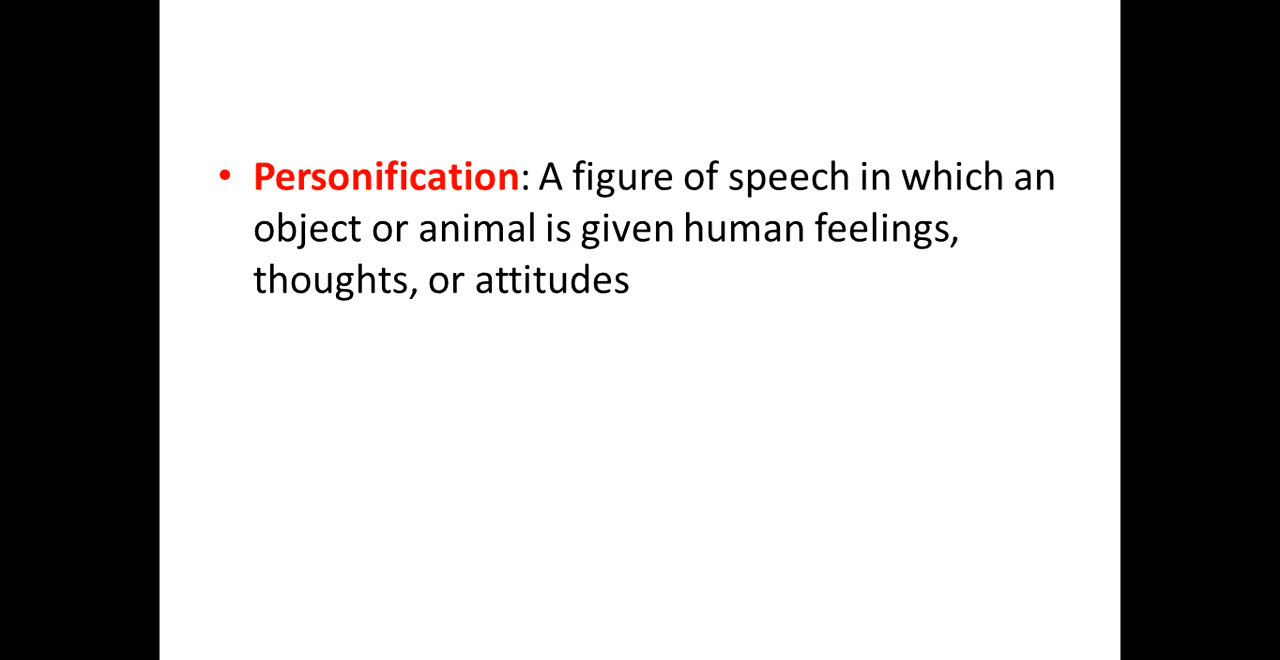 • Personification: A figure of speech in which an
object or animal is given human feelings,
thoughts, or attitudes